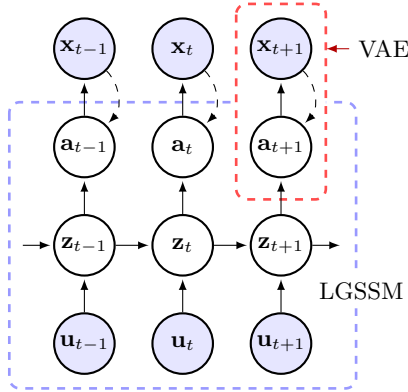 x_{t−1} x_t x_{t+1} VAE
a_{t−1} a_t a_{t+1}
z_{t−1} z_t z_{t+1}
LGSSM
u_{t−1} u_t u_{t+1}